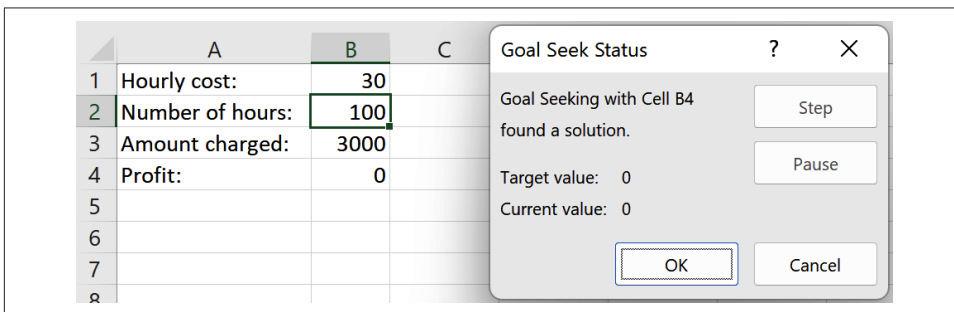 A B C
1 Hourly cost: 30
2 Number of hours: 100
3 Amount charged: 3000
4 Profit: 0
5
6
7
8
Goal Seek Status ? X
Goal Seeking with Cell B4
found a solution.
Target value: 0
Current value: 0
Step
Pause
OK
Cancel